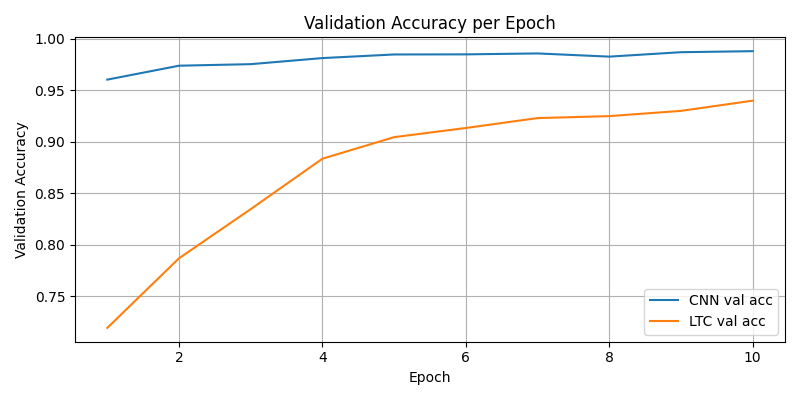 Validation Accuracy per Epoch
Validation Accuracy
1.00
0.95
0.90
0.85
0.80
0.75
CNN val acc
LTC val acc
2 4 6 8 10
Epoch